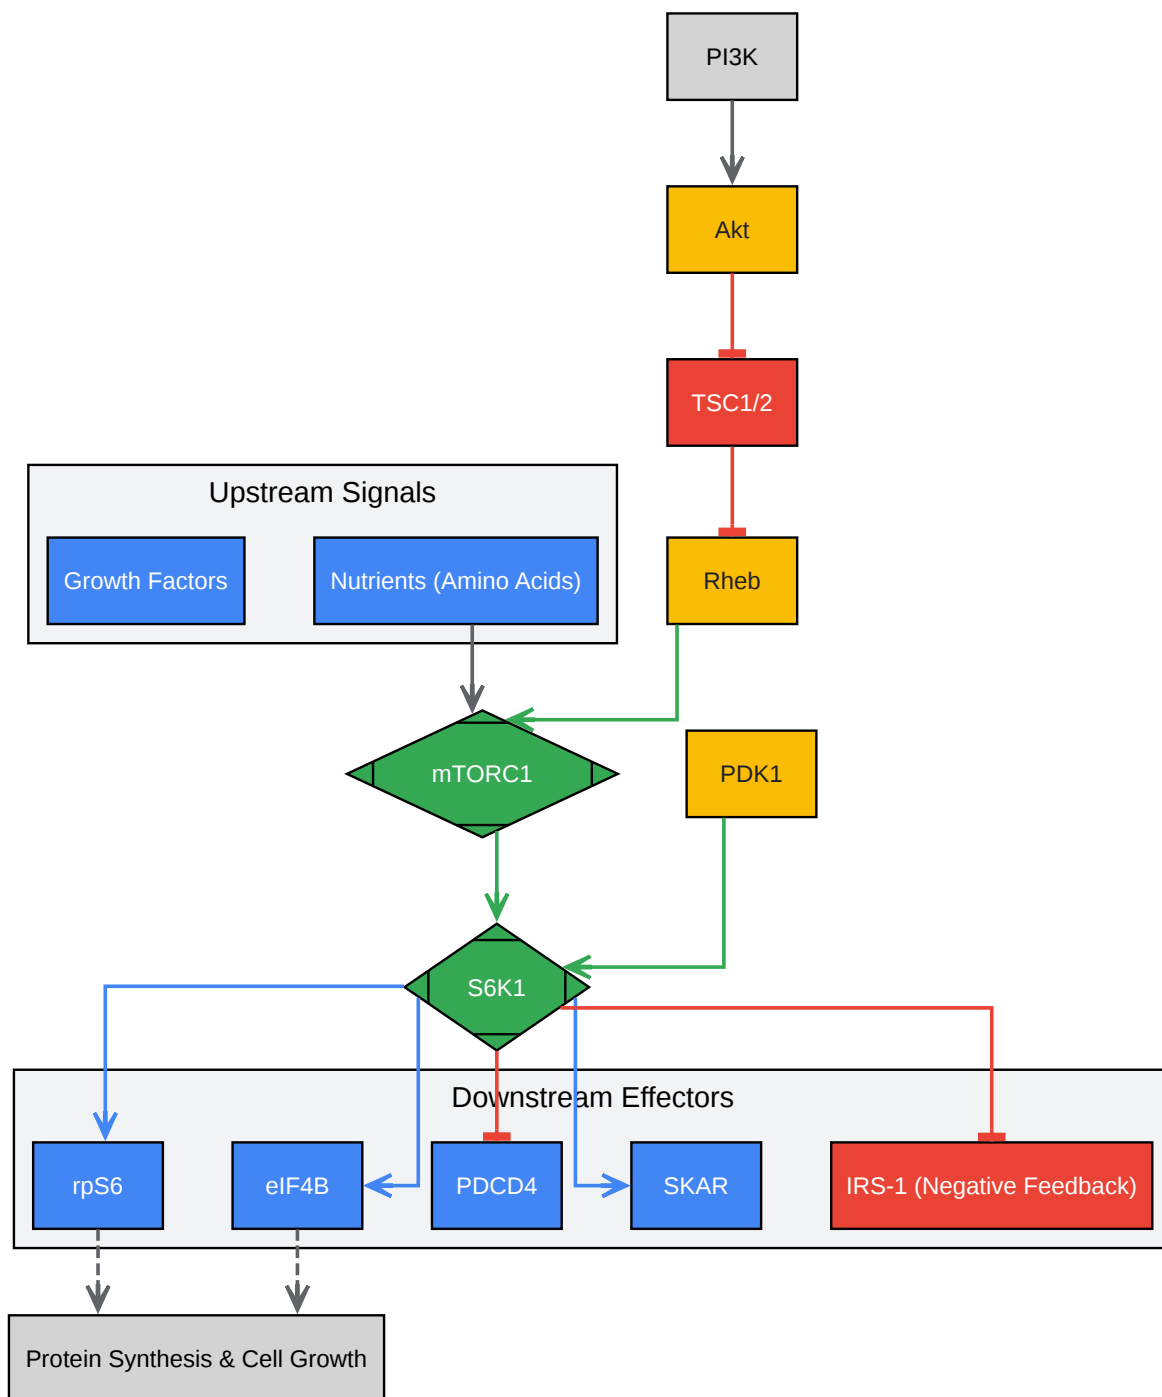 PI3K
Akt
TSC1/2
Upstream Signals
Growth Factors
Nutrients (Amino Acids)
Rheb
mTORC1
PDK1
S6K1
Downstream Effectors
rpS6
eIF4B
PDCD4
SKAR
IRS-1 (Negative Feedback)
Protein Synthesis & Cell Growth